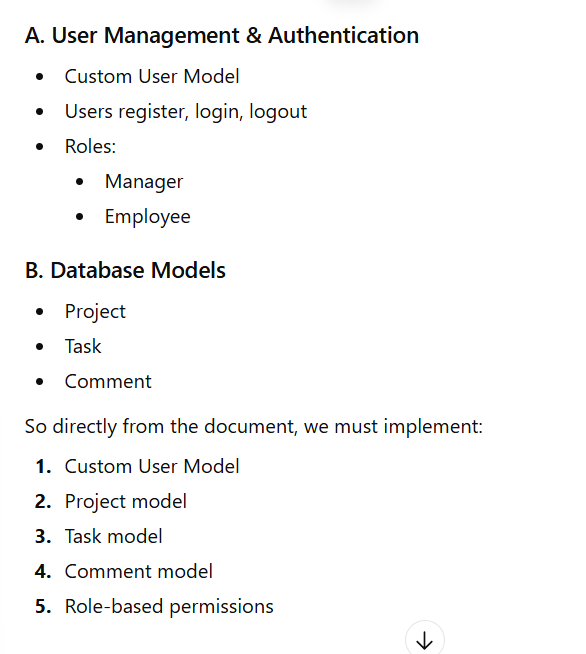 A. User Management & Authentication
• Custom User Model
• Users register, login, logout
• Roles:
• Manager
• Employee
B. Database Models
• Project
• Task
• Comment
So directly from the document, we must implement:
1. Custom User Model
2. Project model
3. Task model
4. Comment model
5. Role-based permissions